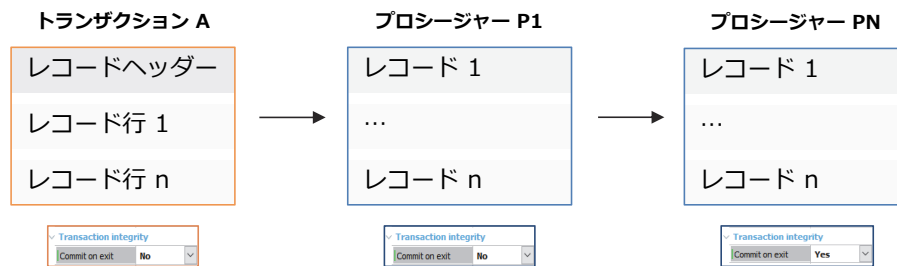 トランザクション A
プロシージャー P1
プロシージャー PN
レコードヘッダー
レコード行 1
レコード行 n
レコード 1
…
レコード n
レコード 1
…
レコード n
Transaction integrity
Commit on exit No
Transaction integrity
Commit on exit No
Transaction integrity
Commit on exit Yes